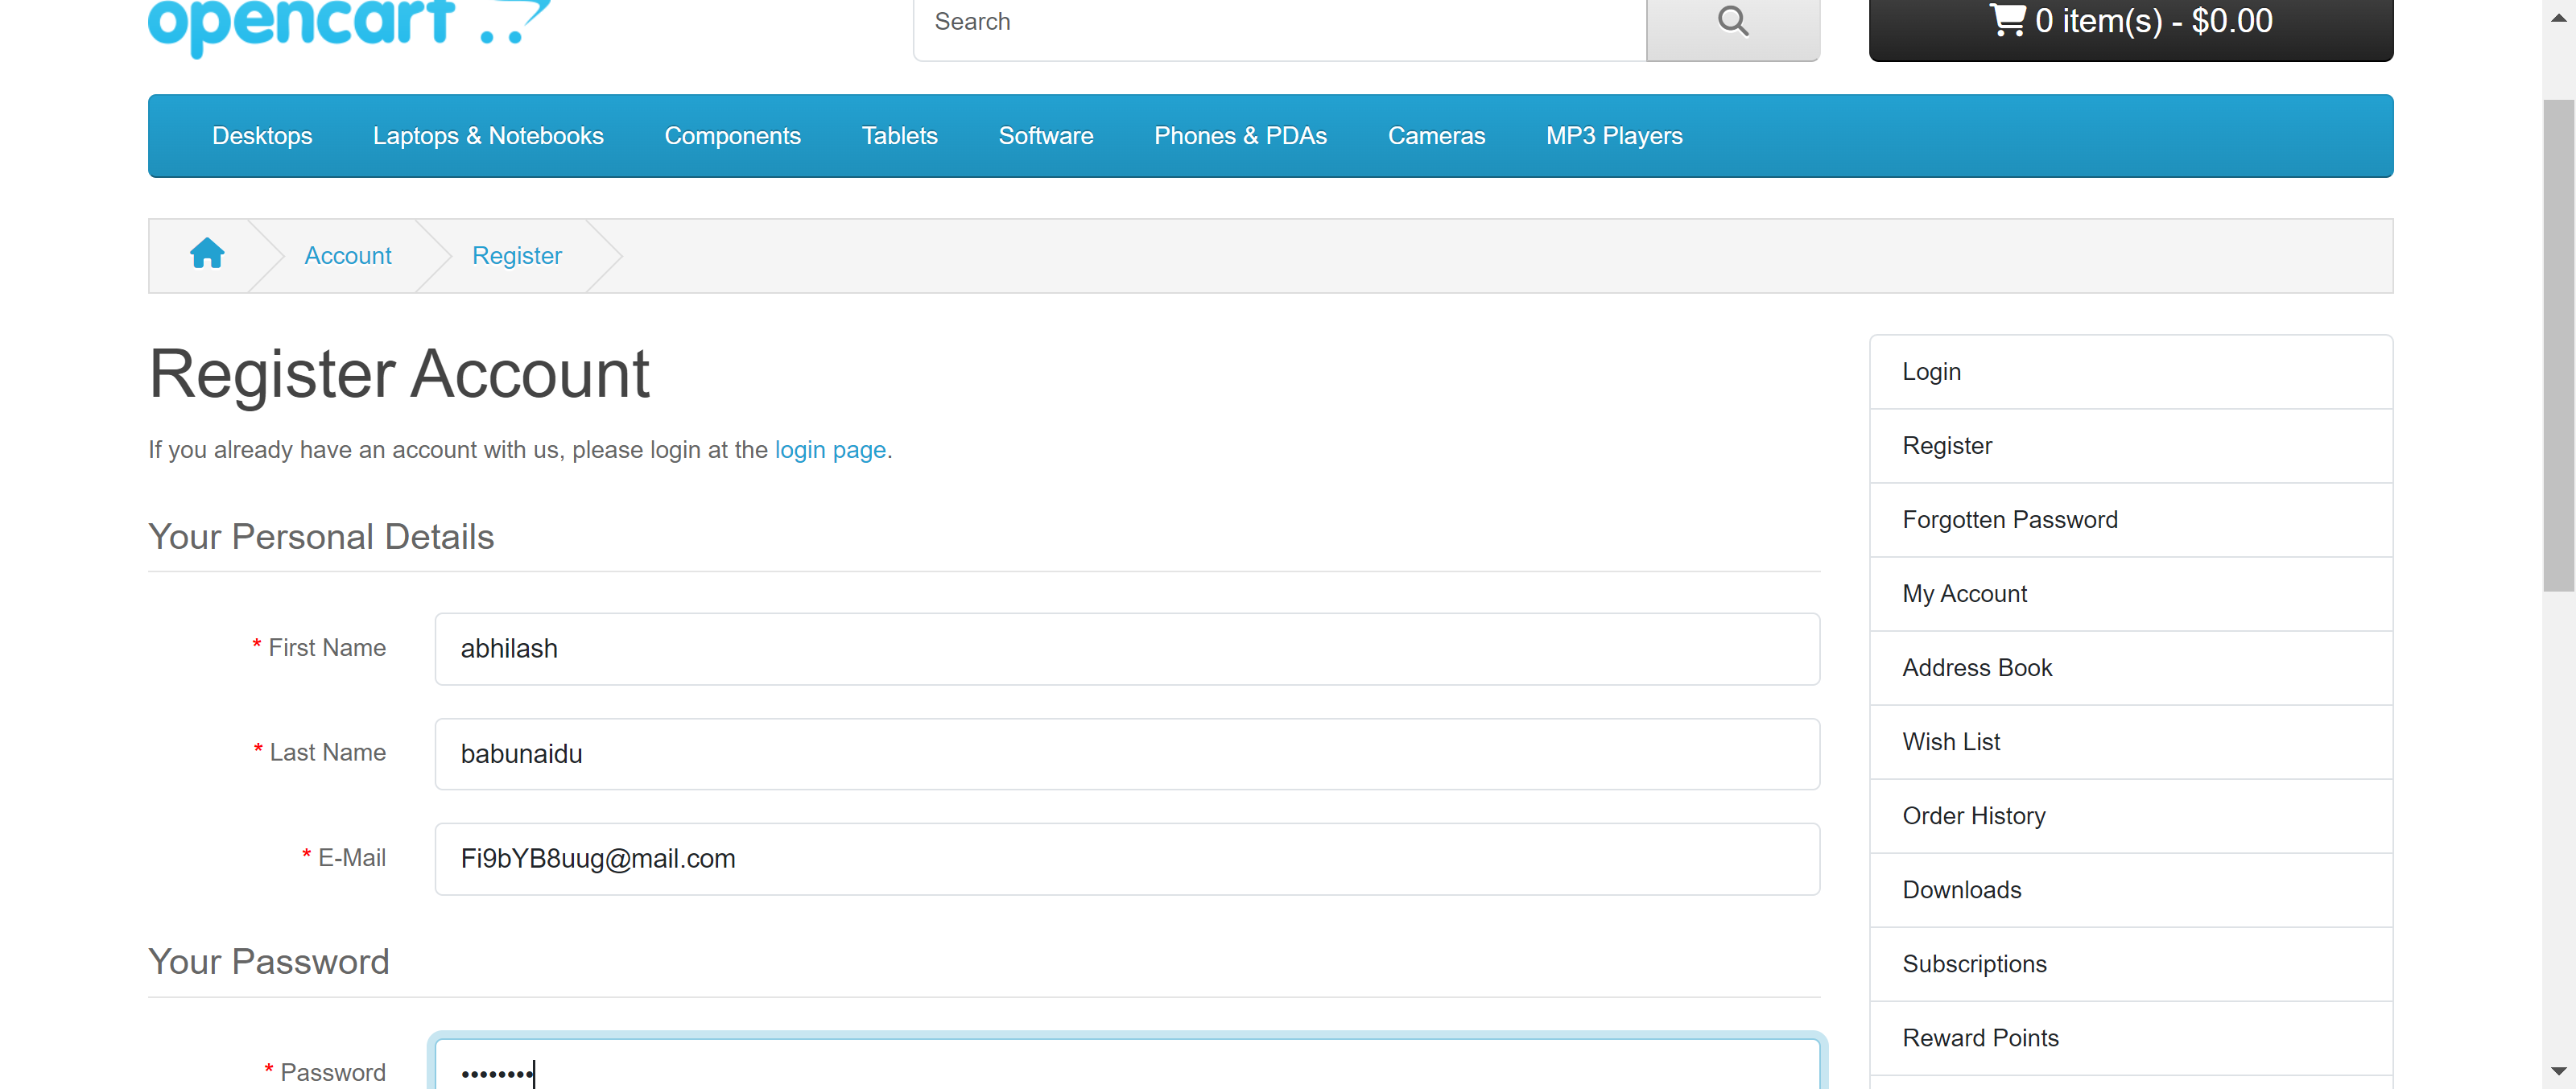 opencart
Search
0 item(s) - $0.00
Desktops
Laptops & Notebooks
Components
Tablets
Software
Phones & PDAs
Cameras
MP3 Players
Account
Register
Register Account
If you already have an account with us, please login at the login page.
Your Personal Details
* First Name
abhilash
* Last Name
babunaidu
* E-Mail
Fi9bYB8uug@mail.com
Your Password
* Password
••••••••
Login
Register
Forgotten Password
My Account
Address Book
Wish List
Order History
Downloads
Subscriptions
Reward Points